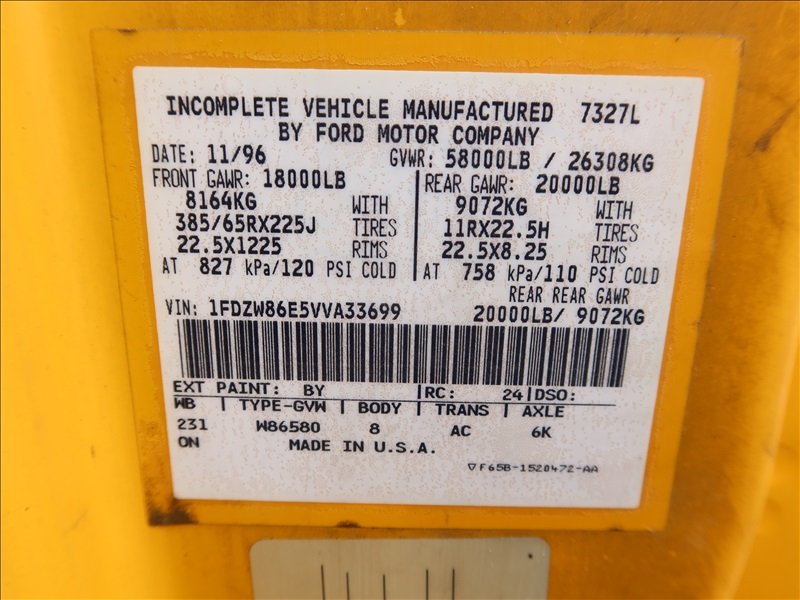 INCOMPLETE VEHICLE MANUFACTURED 7327L
BY FORD MOTOR COMPANY
DATE: 11/96 GVWR: 58000LB / 26308KG
FRONT GAWR: 18000LB
8164KG WITH
385/65RX225J TIRES
22.5X1225 RIMS
AT 827 kPa/120 PSI COLD
REAR GAWR: 20000LB
9072KG WITH
11RX22.5H TIRES
22.5X8.25 RIMS
AT 758 kPa/110 PSI COLD
REAR REAR GAWR
VIN: 1FDZW86E5VVA33699 20000LB/ 9072KG
EXT PAINT: BY RC: 24 DSO:
WB TYPE-GVW BODY TRANS AXLE
231 W86580 8 AC 6K
ON MADE IN U.S.A.
F65B-1520472-AA